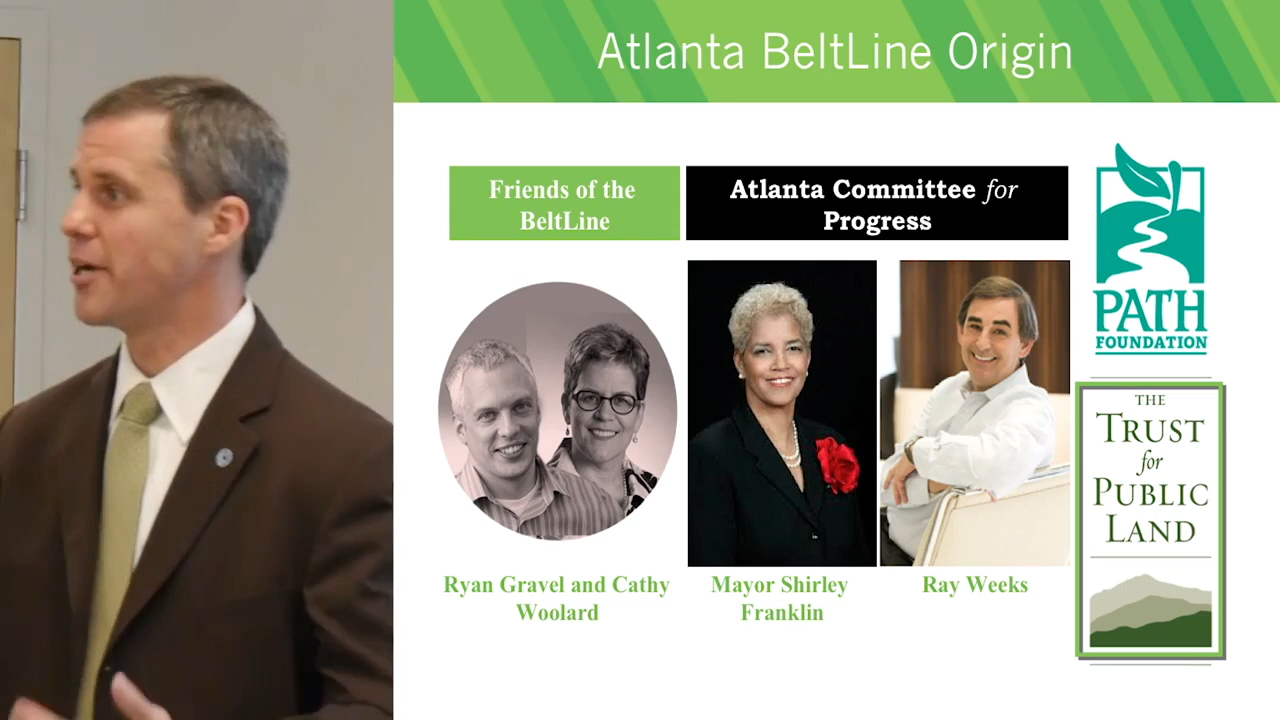 Atlanta BeltLine Origin
Friends of the
BeltLine
Atlanta Committee for
Progress
Ryan Gravel and Cathy
Woolard
Mayor Shirley
Franklin
Ray Weeks
PATH
FOUNDATION
THE
TRUST
for
PUBLIC
LAND